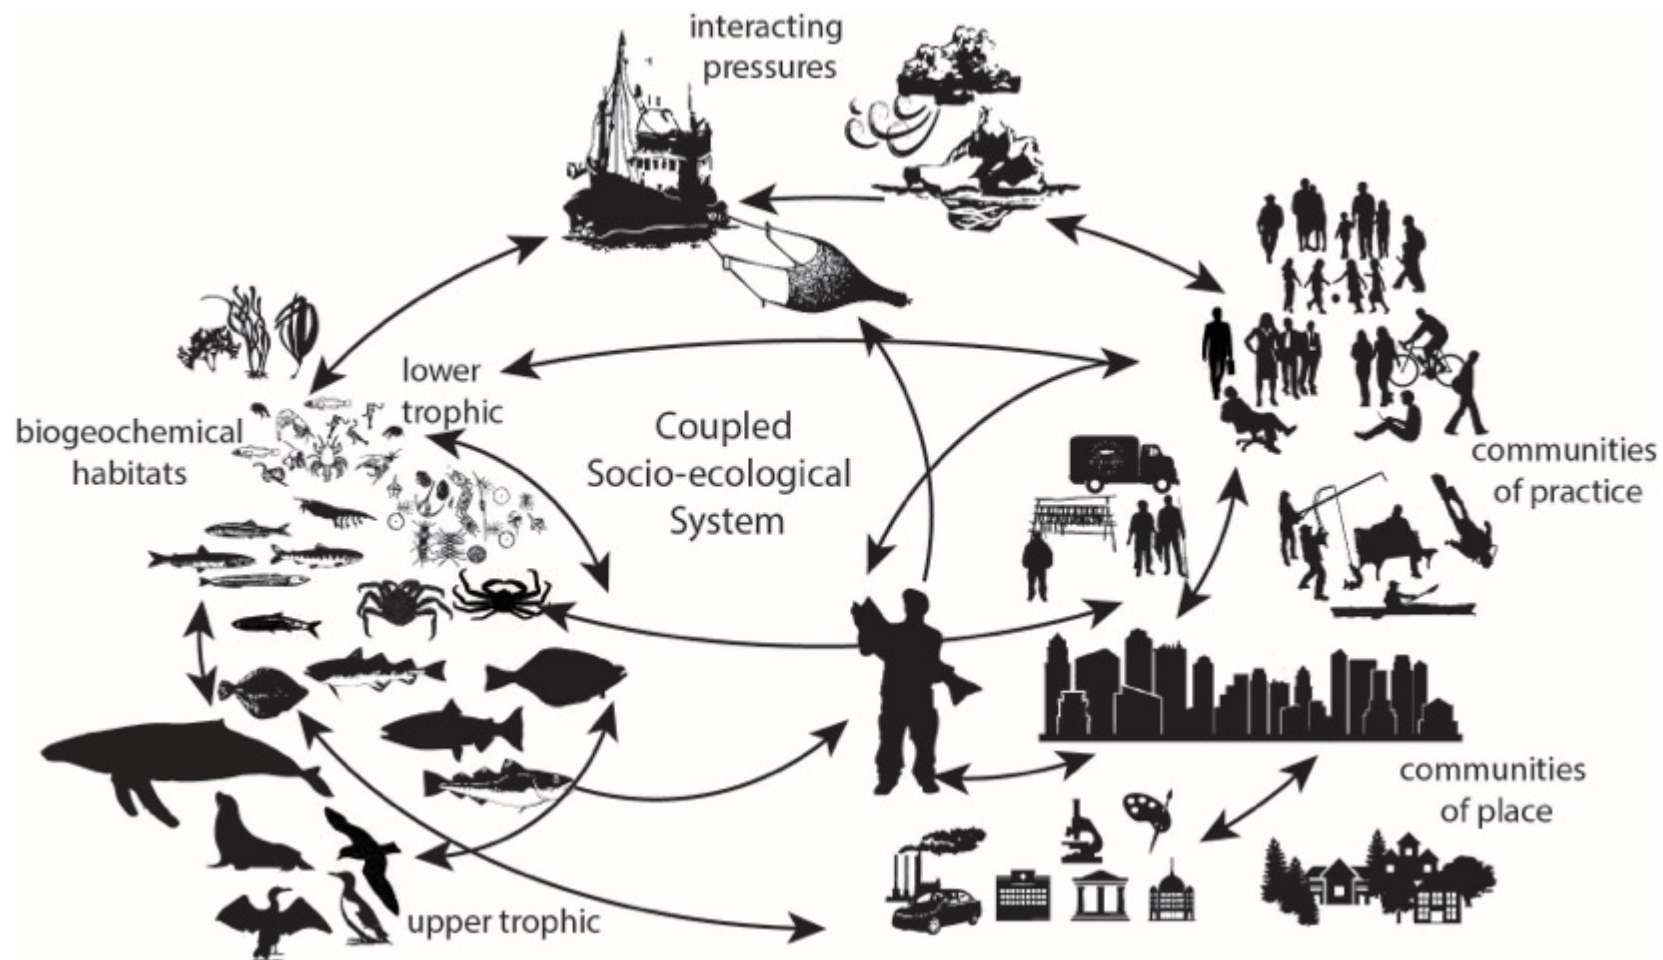 interacting
pressures
lower
trophic
biogeochemical
habitats
Coupled
Socio-ecological
System
communities
of practice
communities
of place
upper trophic